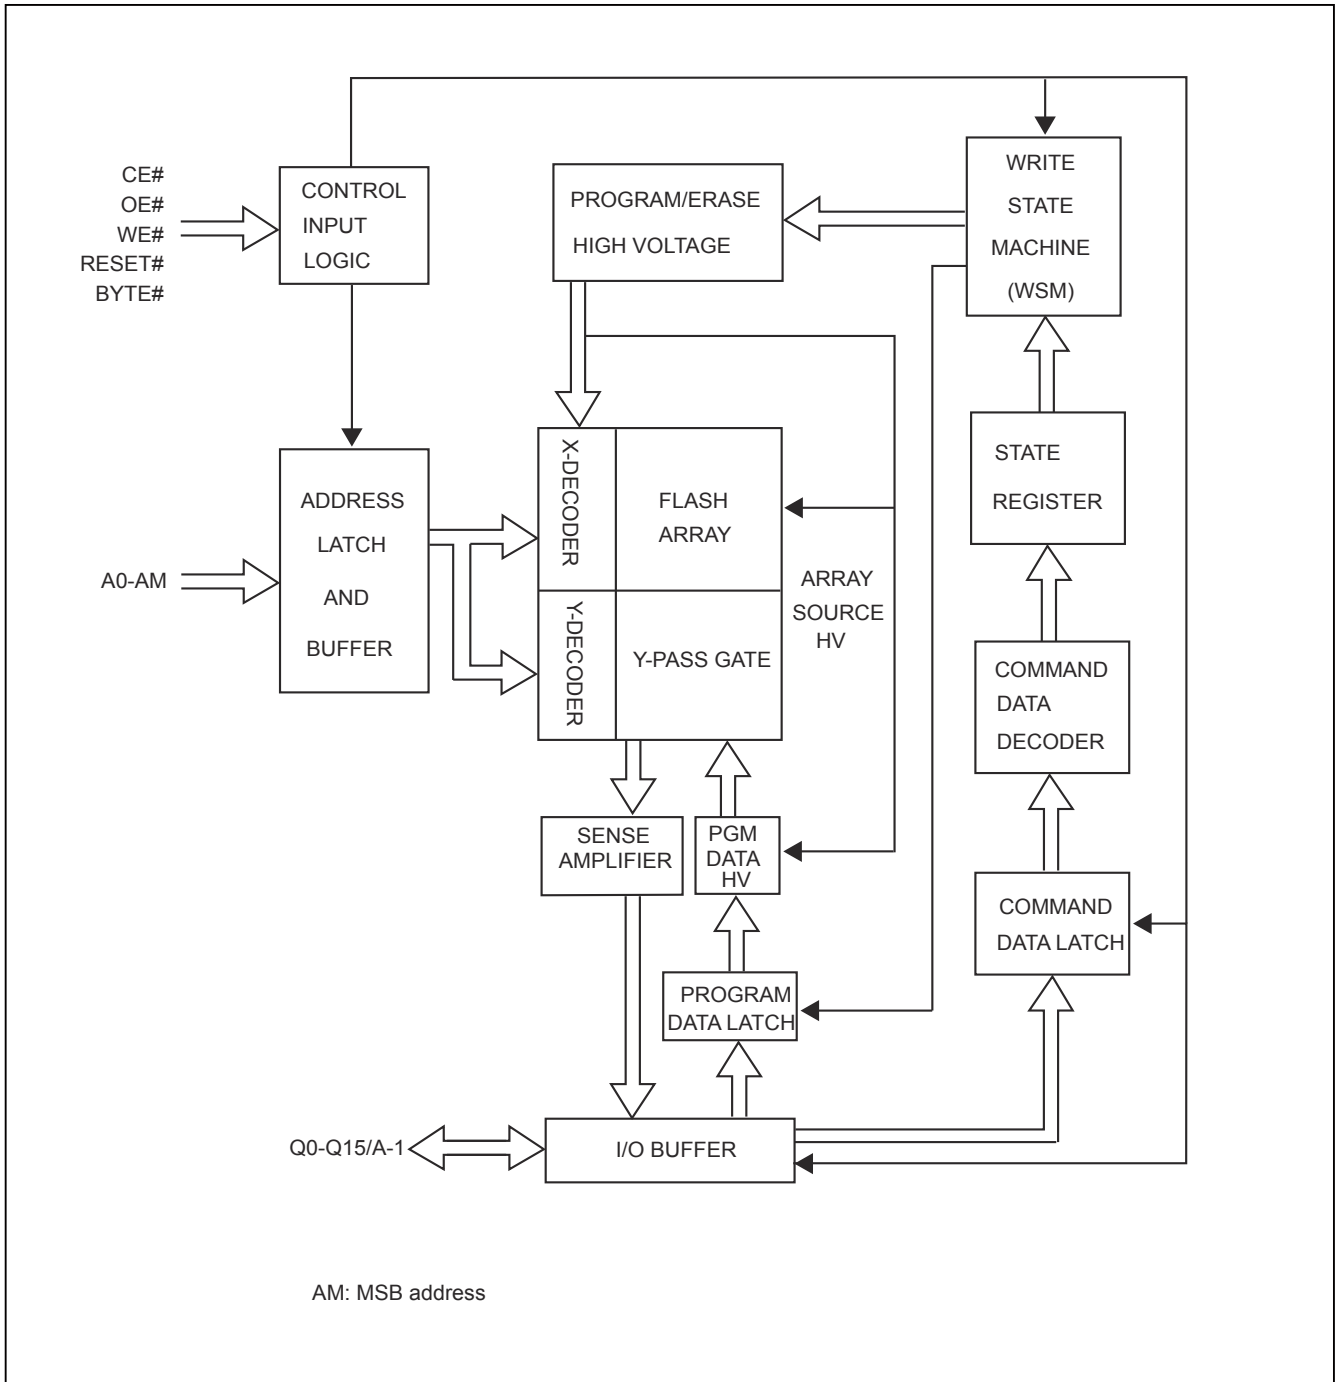 CE#
OE#
WE#
RESET#
BYTE#
CONTROL
INPUT
LOGIC
PROGRAM/ERASE
HIGH VOLTAGE
WRITE
STATE
MACHINE
(WSM)
A0-AM
ADDRESS
LATCH
AND
BUFFER
X-DECODER
FLASH
ARRAY
Y-DECODER
Y-PASS GATE
ARRAY
SOURCE
HV
STATE
REGISTER
COMMAND
DATA
DECODER
SENSE
AMPLIFIER
PGM
DATA
HV
COMMAND
DATA LATCH
PROGRAM
DATA LATCH
Q0-Q15/A-1
I/O BUFFER
AM: MSB address